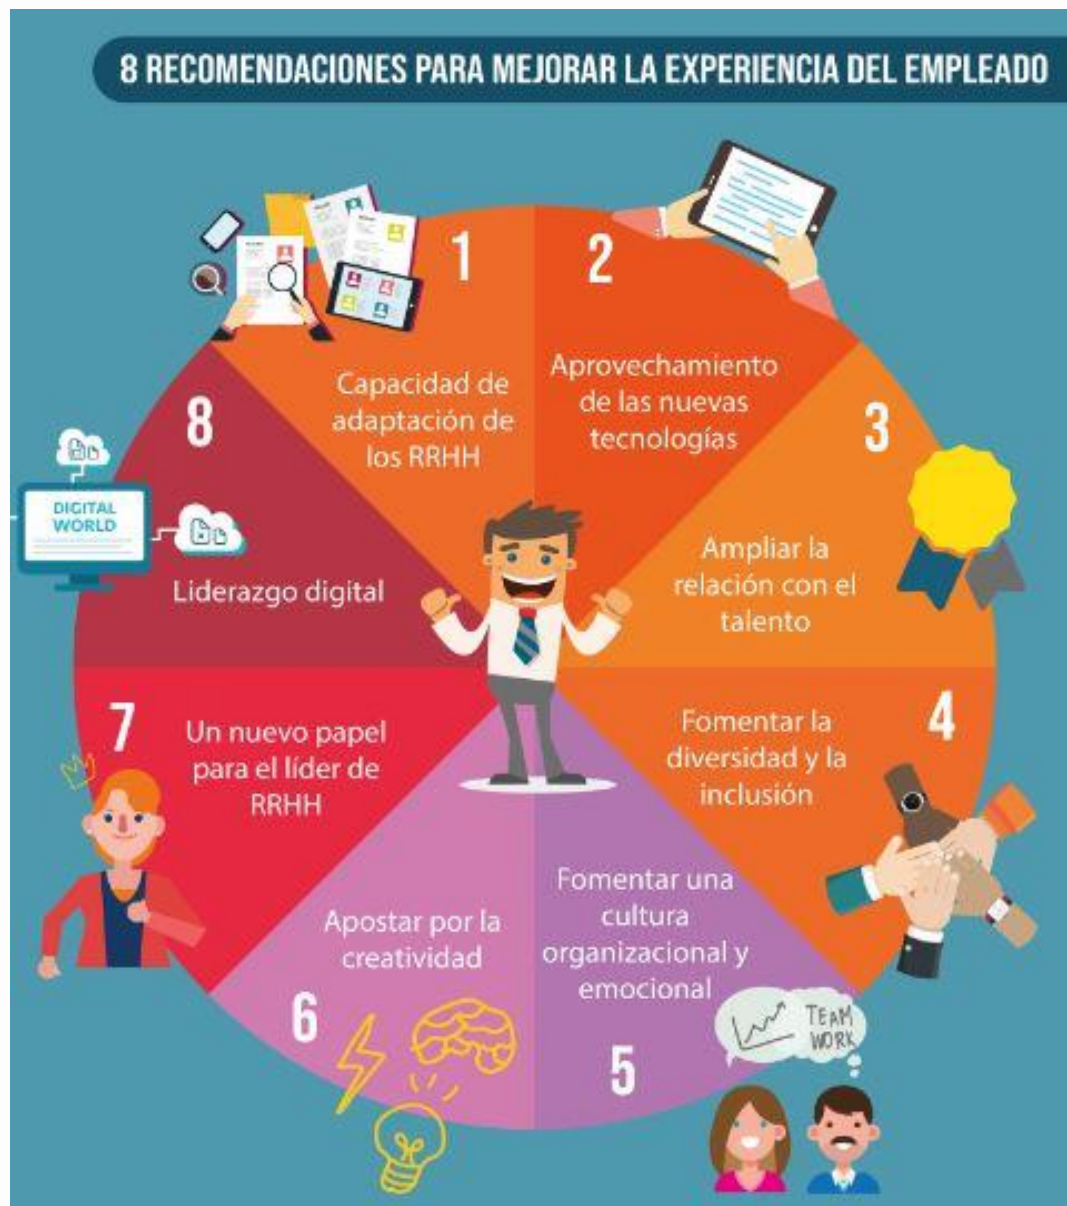 8 RECOMENDACIONES PARA MEJORAR LA EXPERIENCIA DEL EMPLEADO
1
Capacidad de
adaptación de
los RRHH
2
Aprovechamiento
de las nuevas
tecnologías
3
Ampliar la
relación con el
talento
4
Fomentar la
diversidad y la
inclusión
5
Fomentar una
cultura
organizacional y
emocional
TEAM
WORK
6
Apostar por la
creatividad
7
Un nuevo papel
para el líder de
RRHH
8
Liderazgo digital
DIGITAL
WORLD